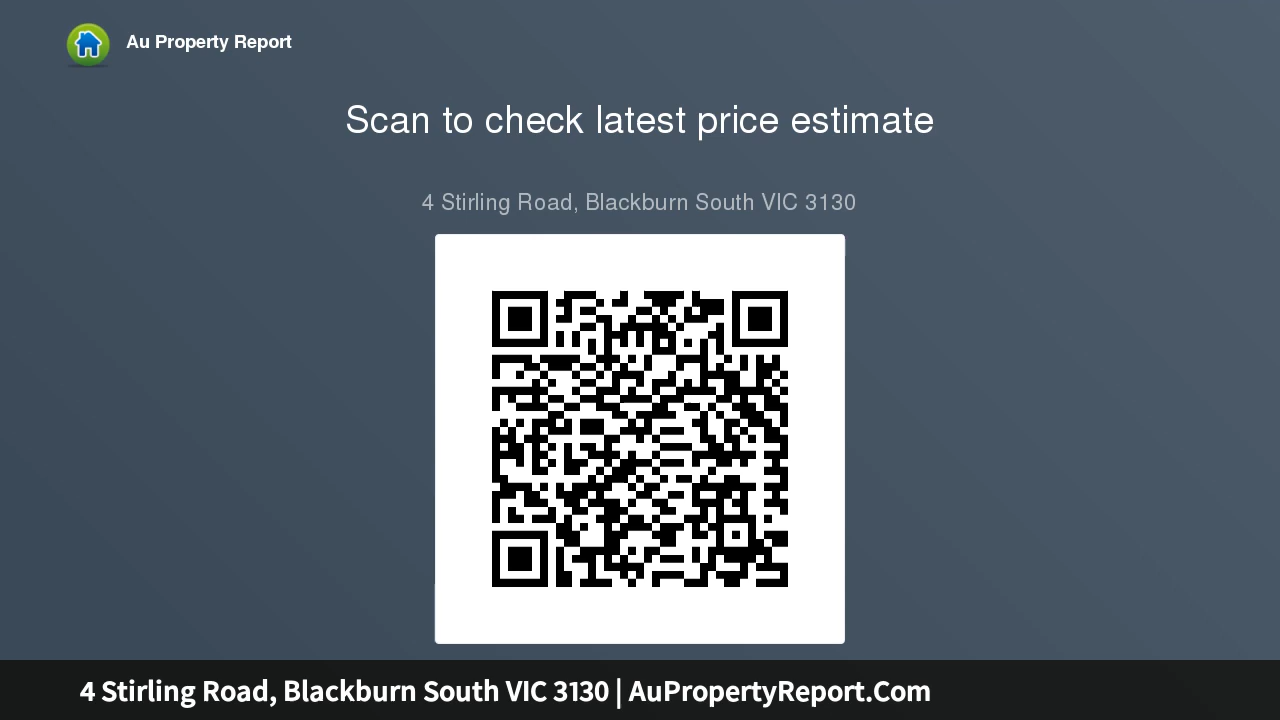 Au Property Report
Scan to check latest price estimate
4 Stirling Road, Blackburn South VIC 3130
4 Stirling Road, Blackburn South VIC 3130 | AuPropertyReport.Com